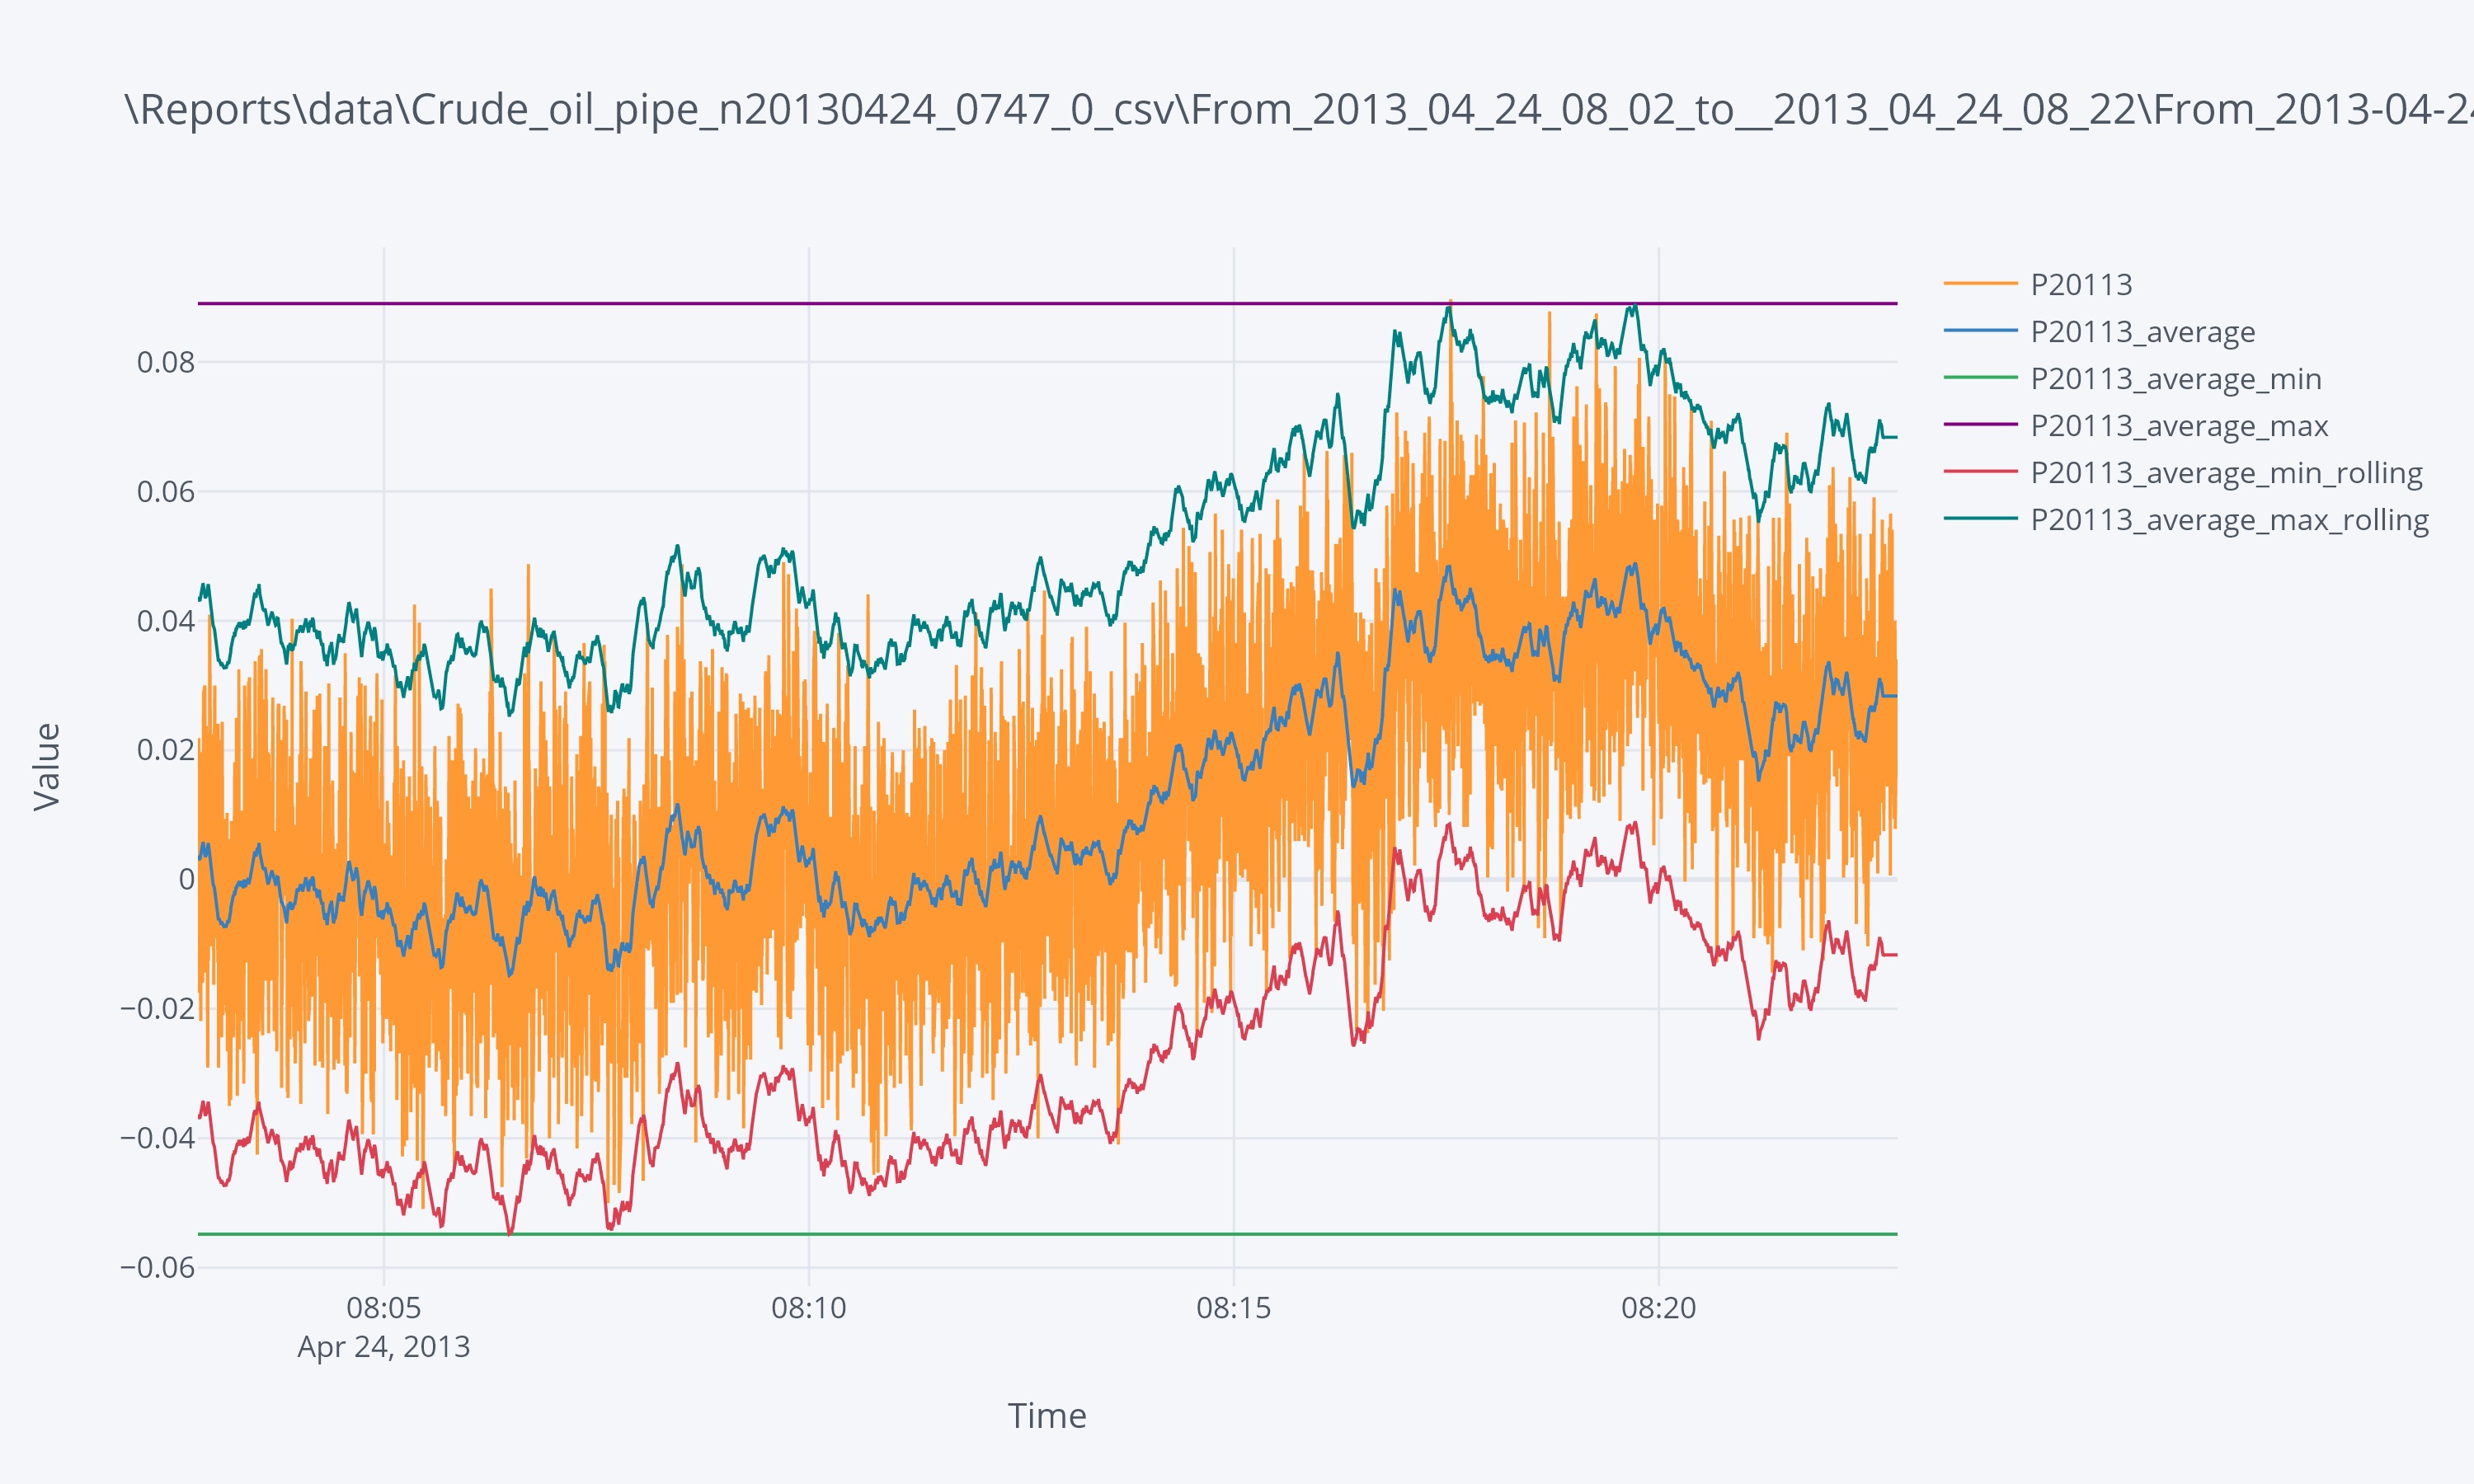 \Reports\data\Crude_oil_pipe_n20130424_0747_0_csv\From_2013_04_24_08_02_to__2013_04_24_08_22\From_2013-04-24
P20113
P20113_average
P20113_average_min
P20113_average_max
P20113_average_min_rolling
P20113_average_max_rolling
0.08
0.06
0.04
0.02
0
−0.02
−0.04
−0.06
Value
08:05
08:10
08:15
08:20
Apr 24, 2013
Time